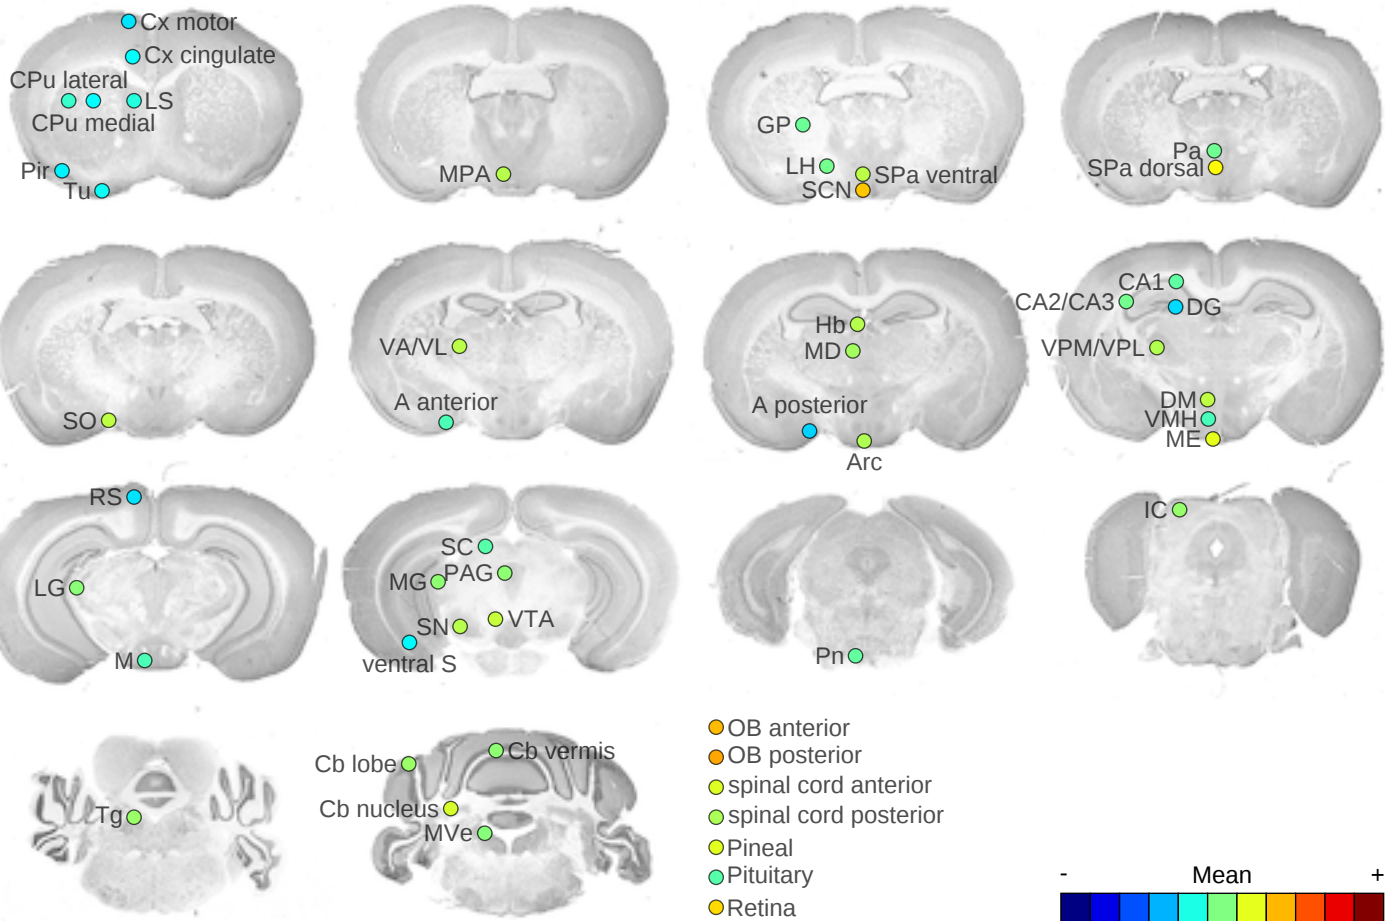 Cx motor
Cx cingulate
CPu lateral
LS
CPu medial
Pir
Tu
MPA
GP
LH
SPa ventral
SCN
Pa
SPa dorsal
SO
VA/VL
A anterior
Hb
MD
A posterior
Arc
CA1
CA2/CA3
DG
VPM/VPL
DM
VMH
ME
RS
LG
M
SC
MG
PAG
SN
VTA
ventral S
Pn
IC
Tg
Cb lobe
Cb vermis
Cb nucleus
MVe
OB anterior
OB posterior
spinal cord anterior
spinal cord posterior
Pineal
Pituitary
Retina
- Mean +